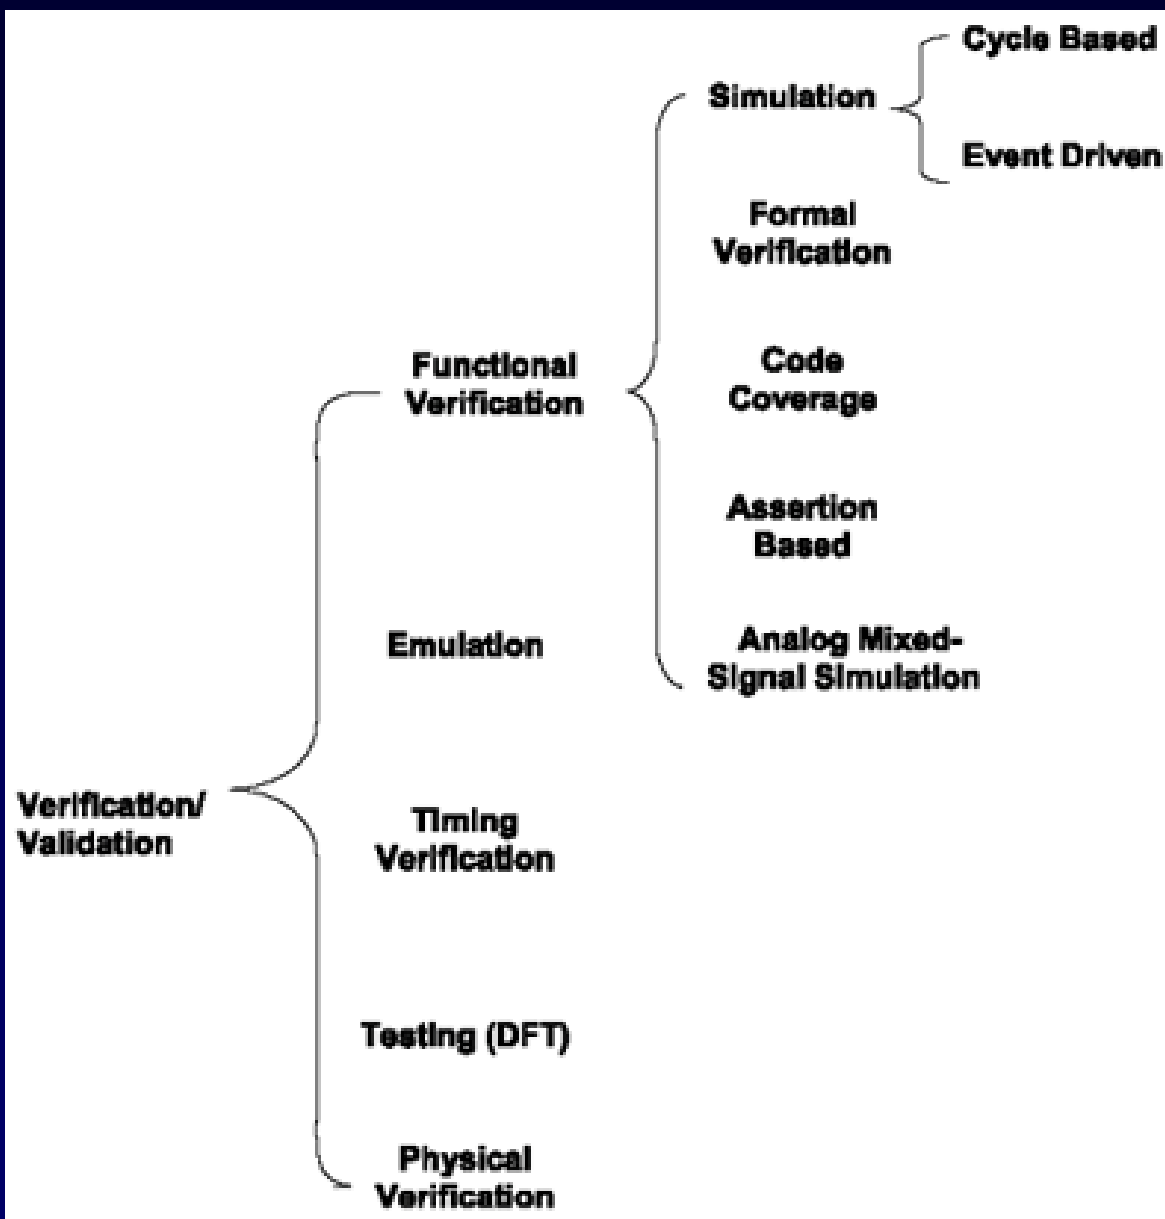 Cycle Based
Simulation
Event Driven
Formal
Verification
Functional
Verification
Code
Coverage
Assertion
Based
Emulation
Analog Mixed-
Signal Simulation
Verification/
Validation
Timing
Verification
Testing (DFT)
Physical
Verification